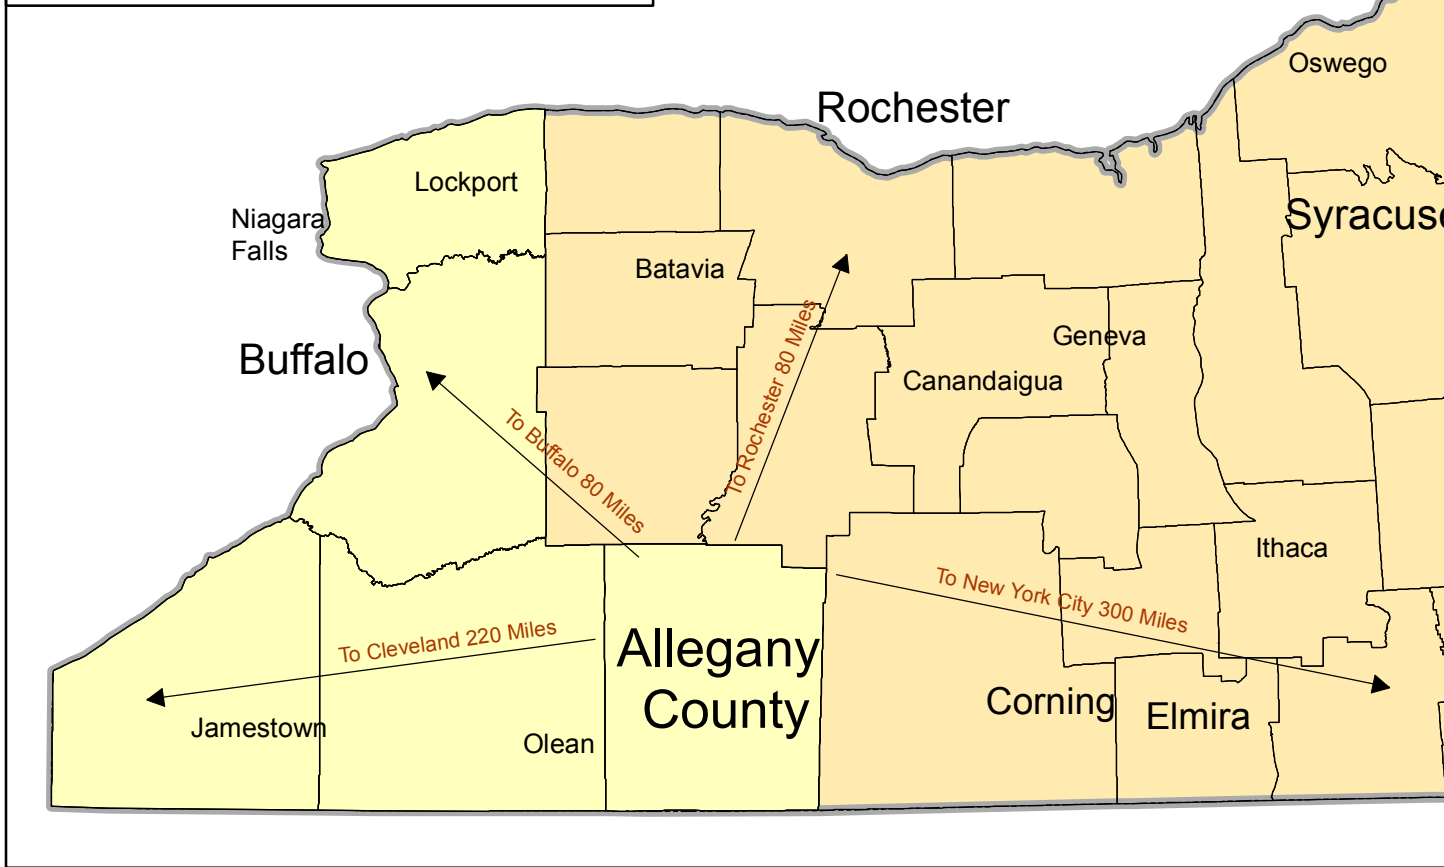 Oswego
Rochester
Lockport
Niagara
Falls
Syracuse
Batavia
Geneva
Buffalo
Canandaigua
To Rochester 80 Miles
To Buffalo 80 Miles
Ithaca
To New York City 300 Miles
To Cleveland 220 Miles
Allegany
County
Corning
Elmira
Jamestown
Olean